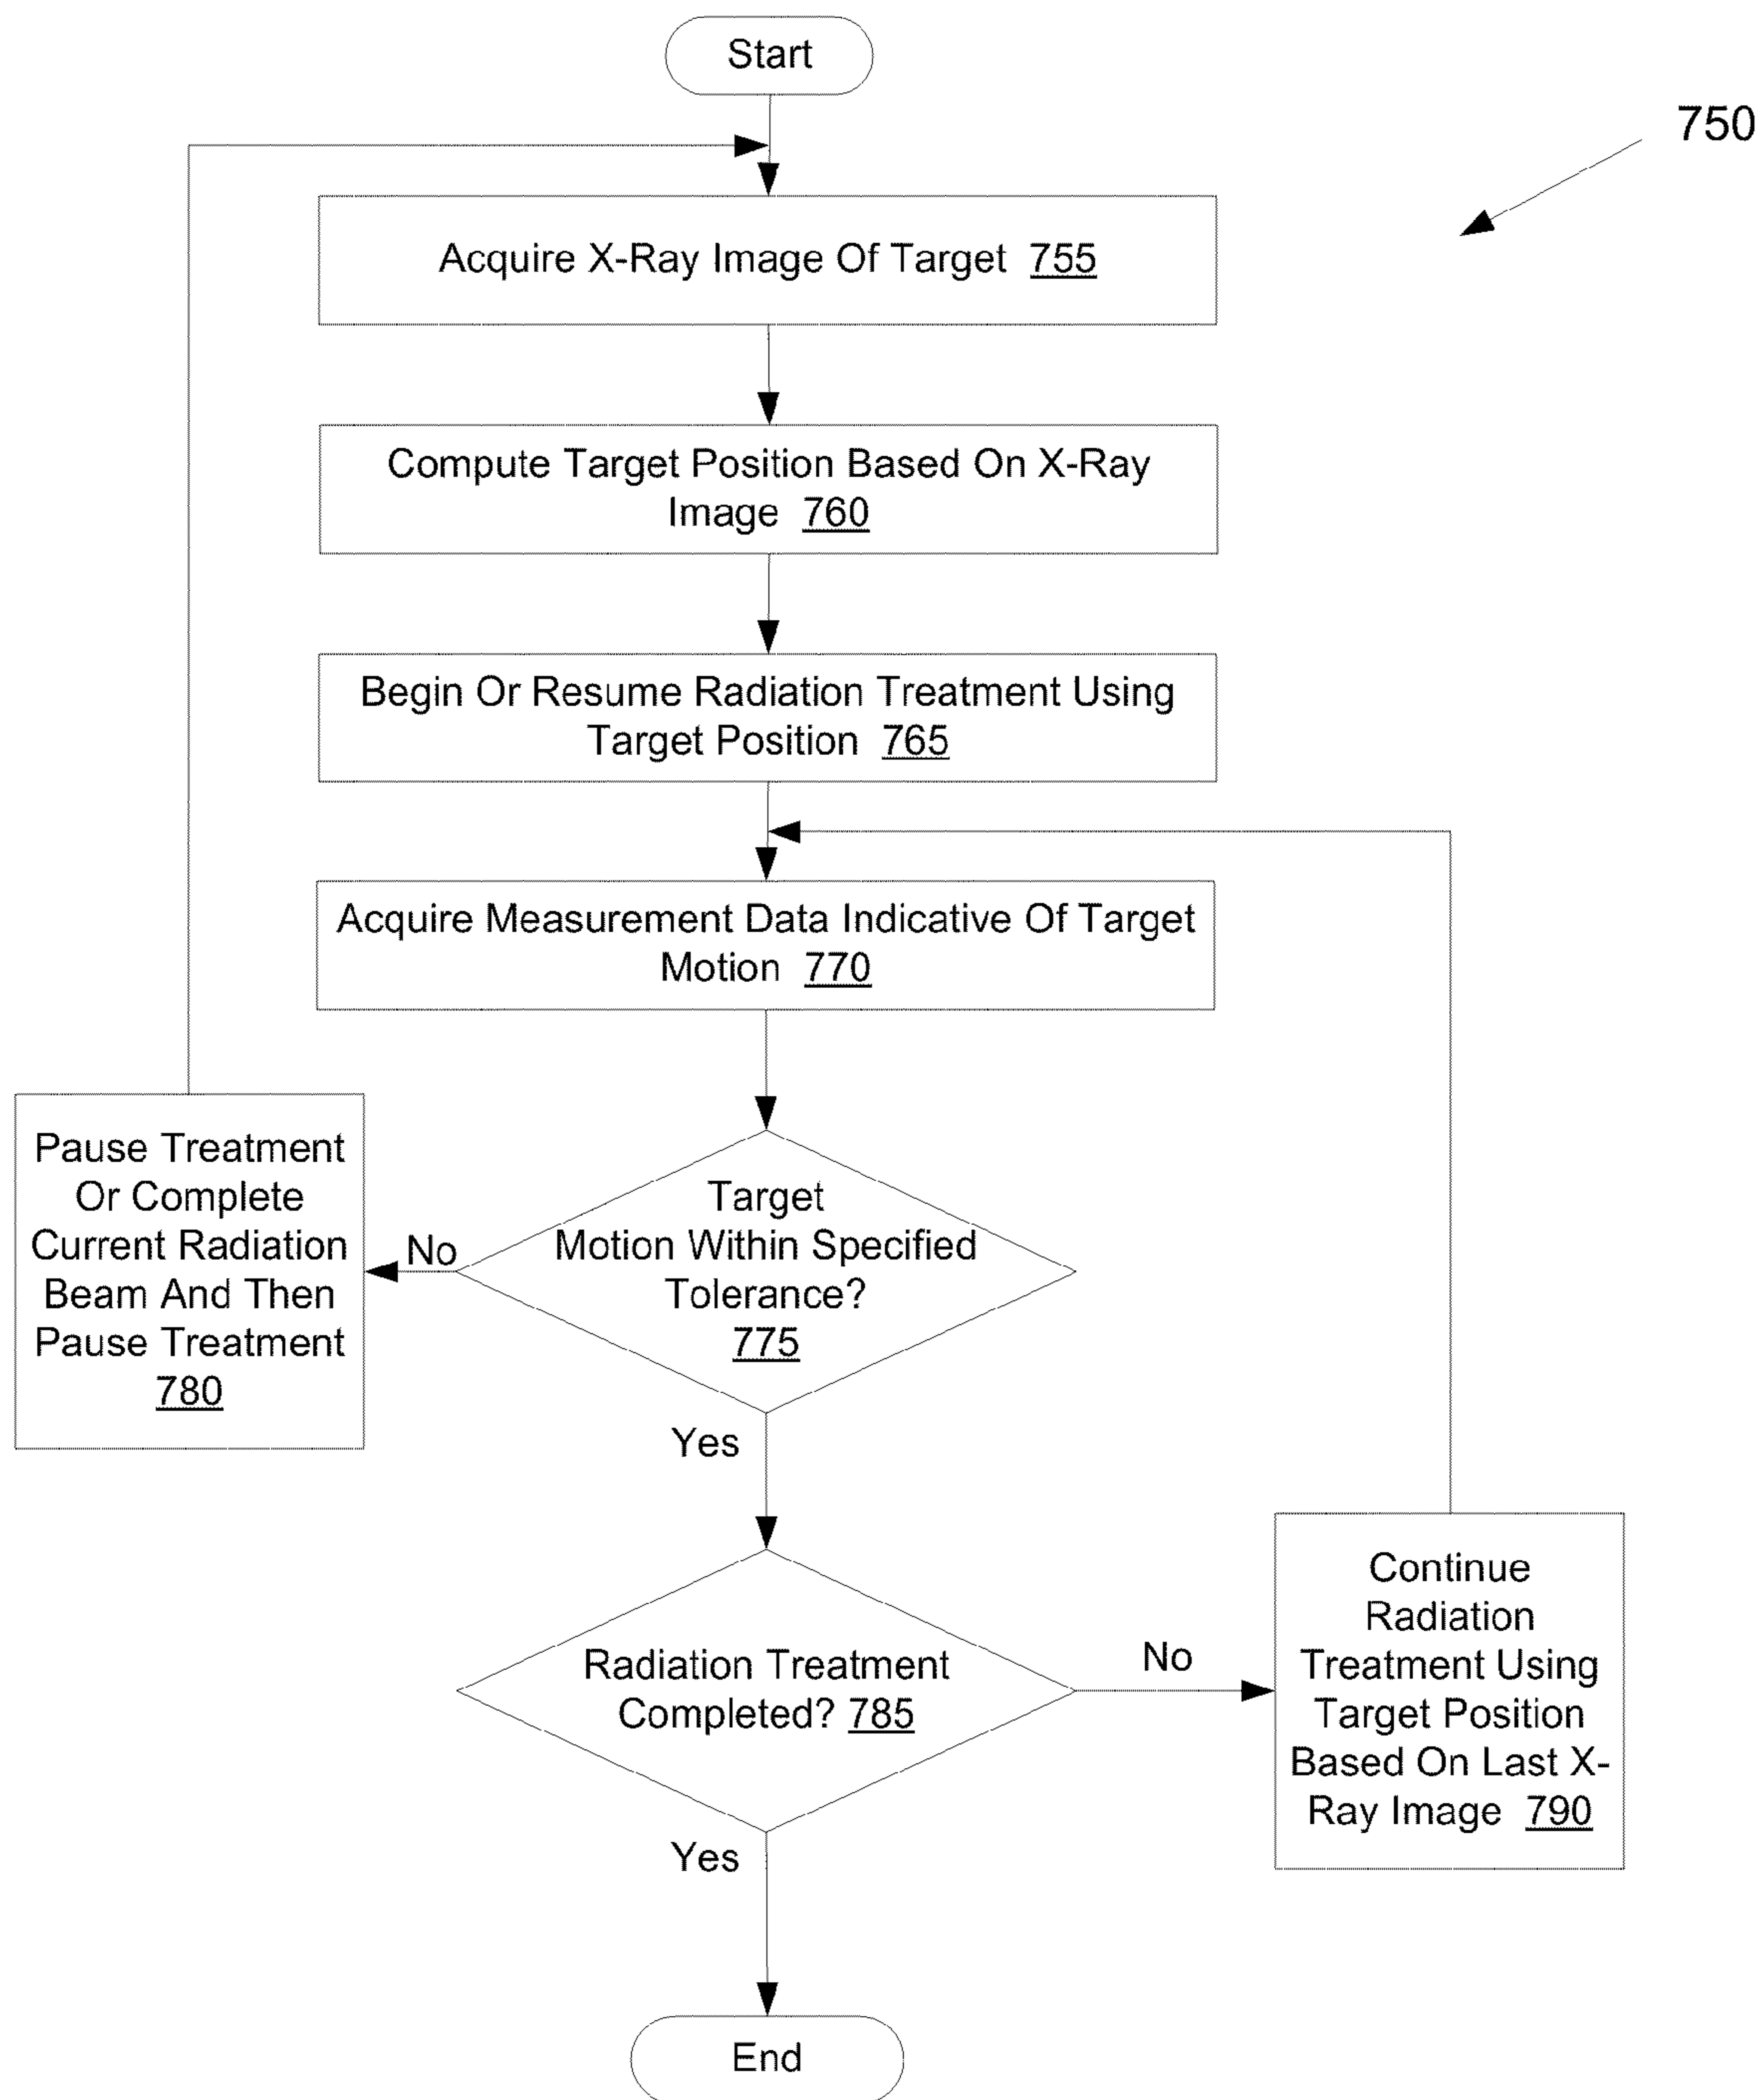 Start
750
Acquire X-Ray Image Of Target 755
Compute Target Position Based On X-Ray
Image 760
Begin Or Resume Radiation Treatment Using
Target Position 765
Acquire Measurement Data Indicative Of Target
Motion 770
Pause Treatment
Or Complete
Current Radiation
Beam And Then
Pause Treatment
780
No
Target
Motion Within Specified
Tolerance?
775
Yes
Radiation Treatment
Completed? 785
No
Continue
Radiation
Treatment Using
Target Position
Based On Last X-
Ray Image 790
Yes
End